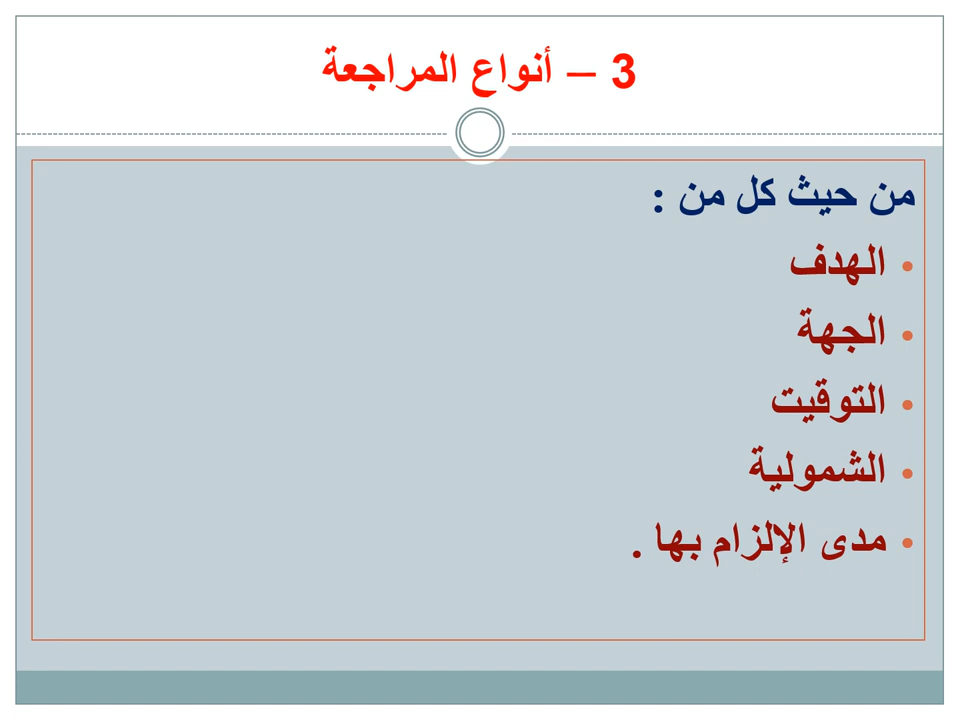 3 – أنواع المراجعة
من حيث كل من :
• الهدف
• الجهة
• التوقيت
• الشمولية
• مدى الإلزام بها .